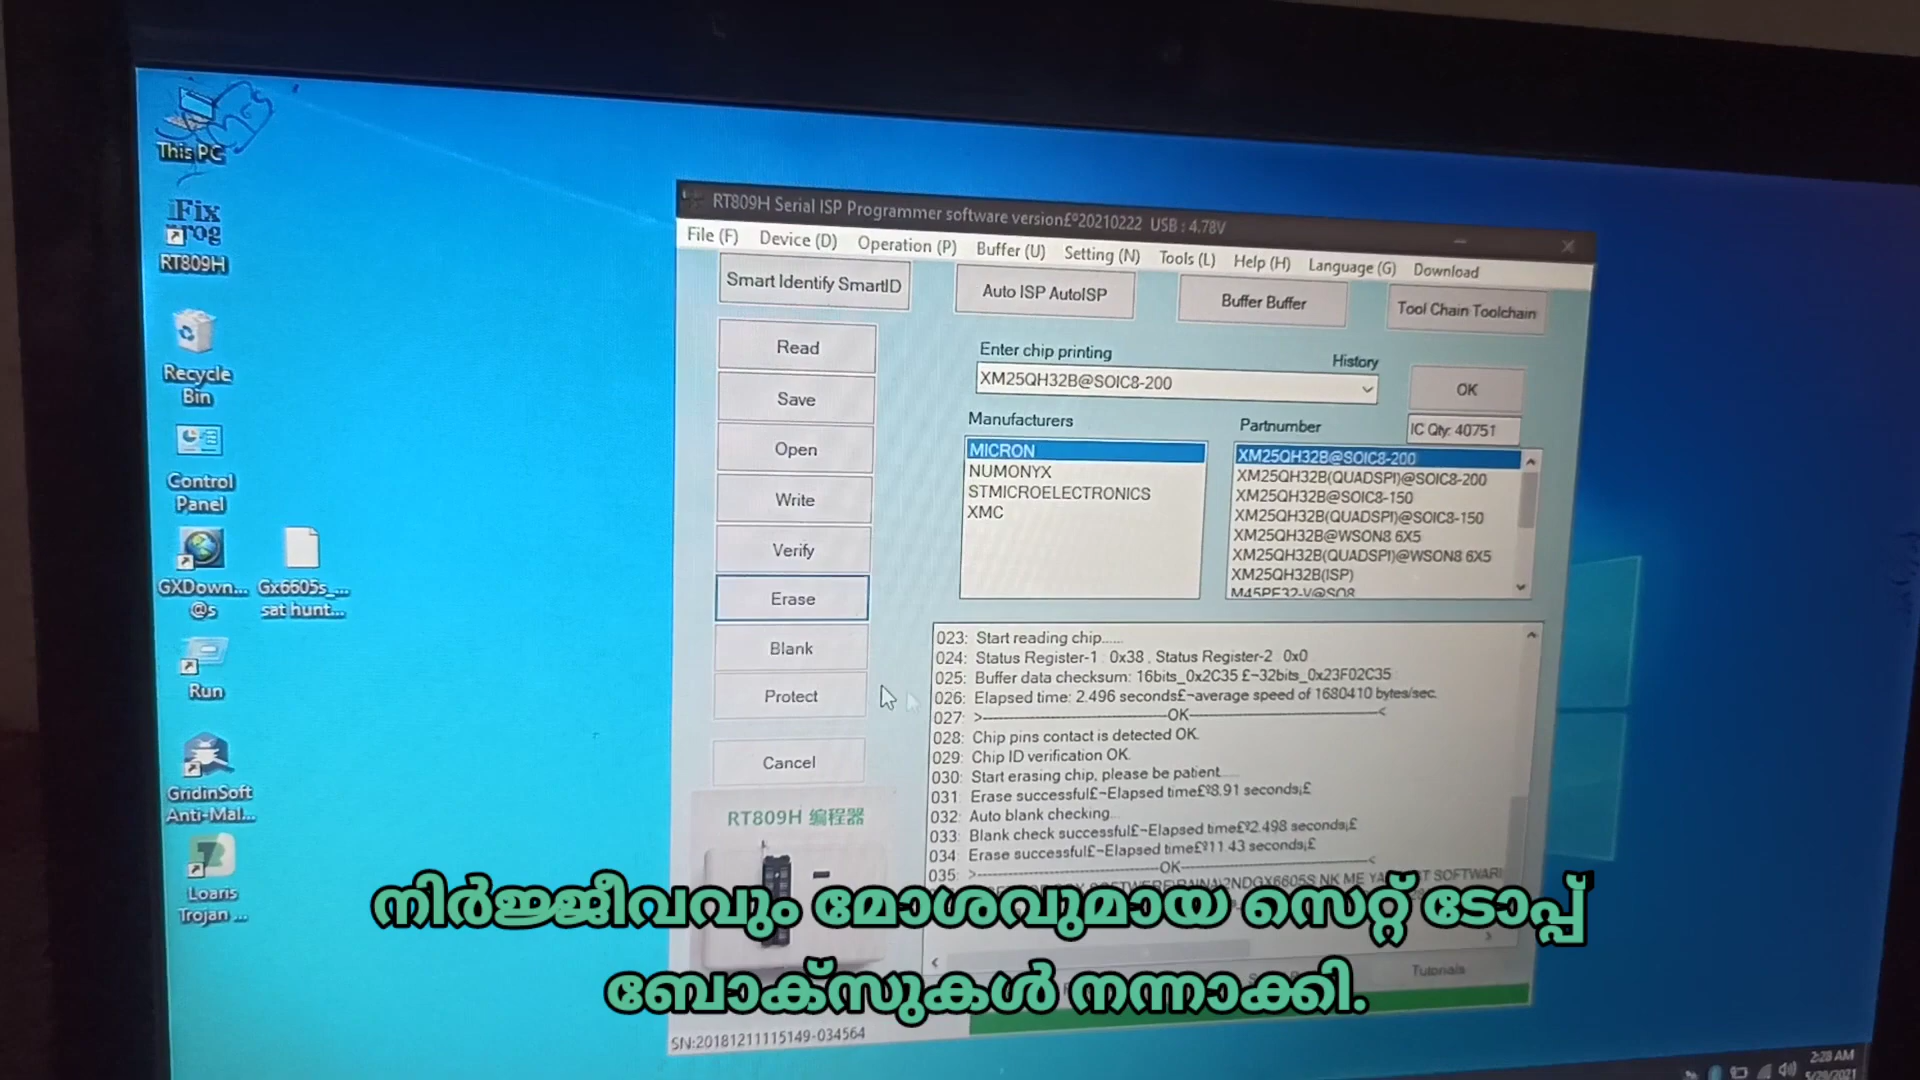 This PC
iFix
Prog
RT809H
Recycle
Bin
Control
Panel
GXDown...
@s
Gx6605s_...
sat hunt...
Run
GridinSoft
Anti-Mal...
Loaris
Trojan ...
RT809H Serial ISP Programmer software version£º20210222 USB : 4.78V
File (F) Device (D) Operation (P) Buffer (U) Setting (N) Tools (L) Help (H) Language (G) Download
Smart Identify SmartID
Auto ISP AutoISP
Buffer Buffer
Tool Chain Toolchain
Read
Save
Open
Write
Verify
Erase
Blank
Protect
Cancel
Enter chip printing
History
XM25QH32B@SOIC8-200
OK
IC Qty: 40751
Manufacturers
MICRON
NUMONYX
STMICROELECTRONICS
XMC
Partnumber
XM25QH32B@SOIC8-200
XM25QH32B(QUADSPI)@SOIC8-200
XM25QH32B@SOIC8-150
XM25QH32B(QUADSPI)@SOIC8-150
XM25QH32B@WSON8 6X5
XM25QH32B(QUADSPI)@WSON8 6X5
XM25QH32B(ISP)
M45PE32-V@SO8
023: Start reading chip......
024: Status Register-1 : 0x38 , Status Register-2 : 0x0
025: Buffer data checksum: 16bits_0x2C35 £¬32bits_0x23F02C35
026: Elapsed time: 2.496 seconds£¬average speed of 1680410 bytes/sec.
027: >----------OK----------<
028: Chip pins contact is detected OK.
029: Chip ID verification OK.
030: Start erasing chip, please be patient......
031: Erase successful£¬Elapsed time£º8.91 seconds¡£
032: Auto blank checking...
033: Blank check successful£¬Elapsed time£º2.498 seconds¡£
034: Erase successful£¬Elapsed time£º11.43 seconds¡£
035: >----------OK----------<
RT809H 编程器
Tutorials
SN:20181211115149-034564
2:28 AM
5/29/2021
നിർജ്ജീവവും മോശവുമായ സെറ്റ് ടോപ്പ്
ബോക്സുകൾ നന്നാക്കി.